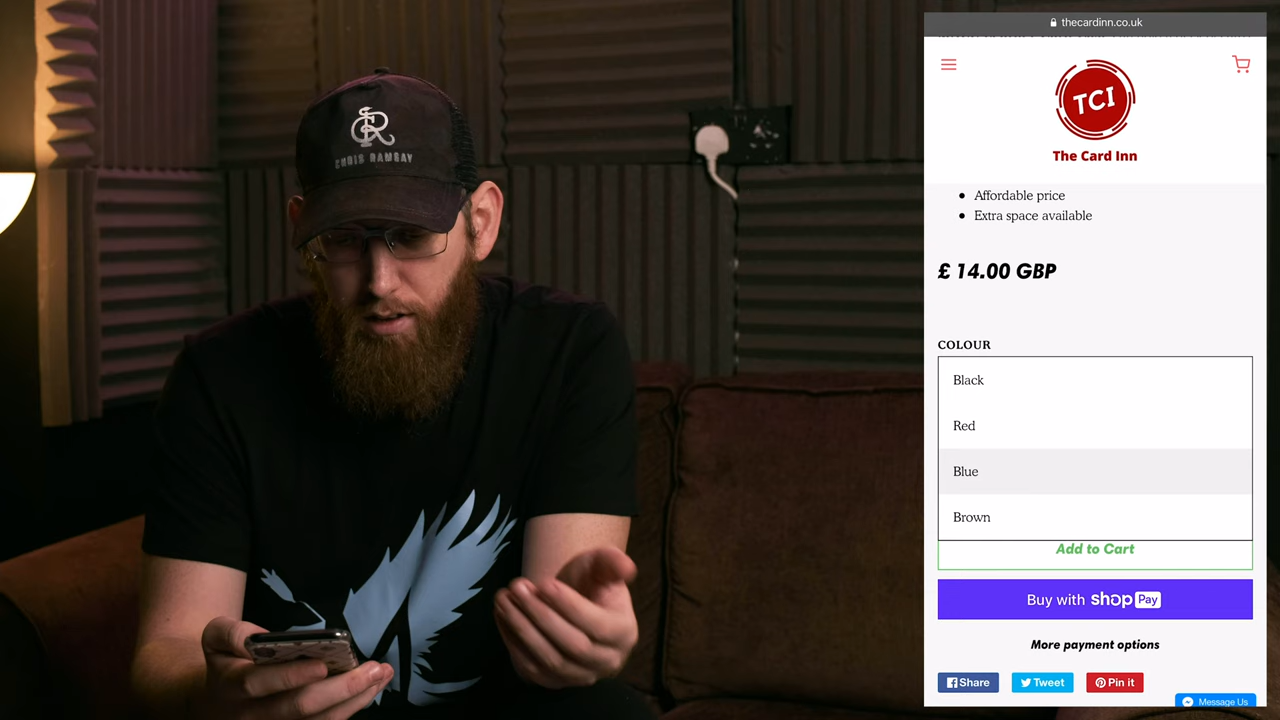 CHRIS RAMSAY
thecardinn.co.uk
TCI
The Card Inn
Affordable price
Extra space available
£ 14.00 GBP
COLOUR
Black
Red
Blue
Brown
Add to Cart
Buy with shop Pay
More payment options
Share
Tweet
Pin it
Message Us